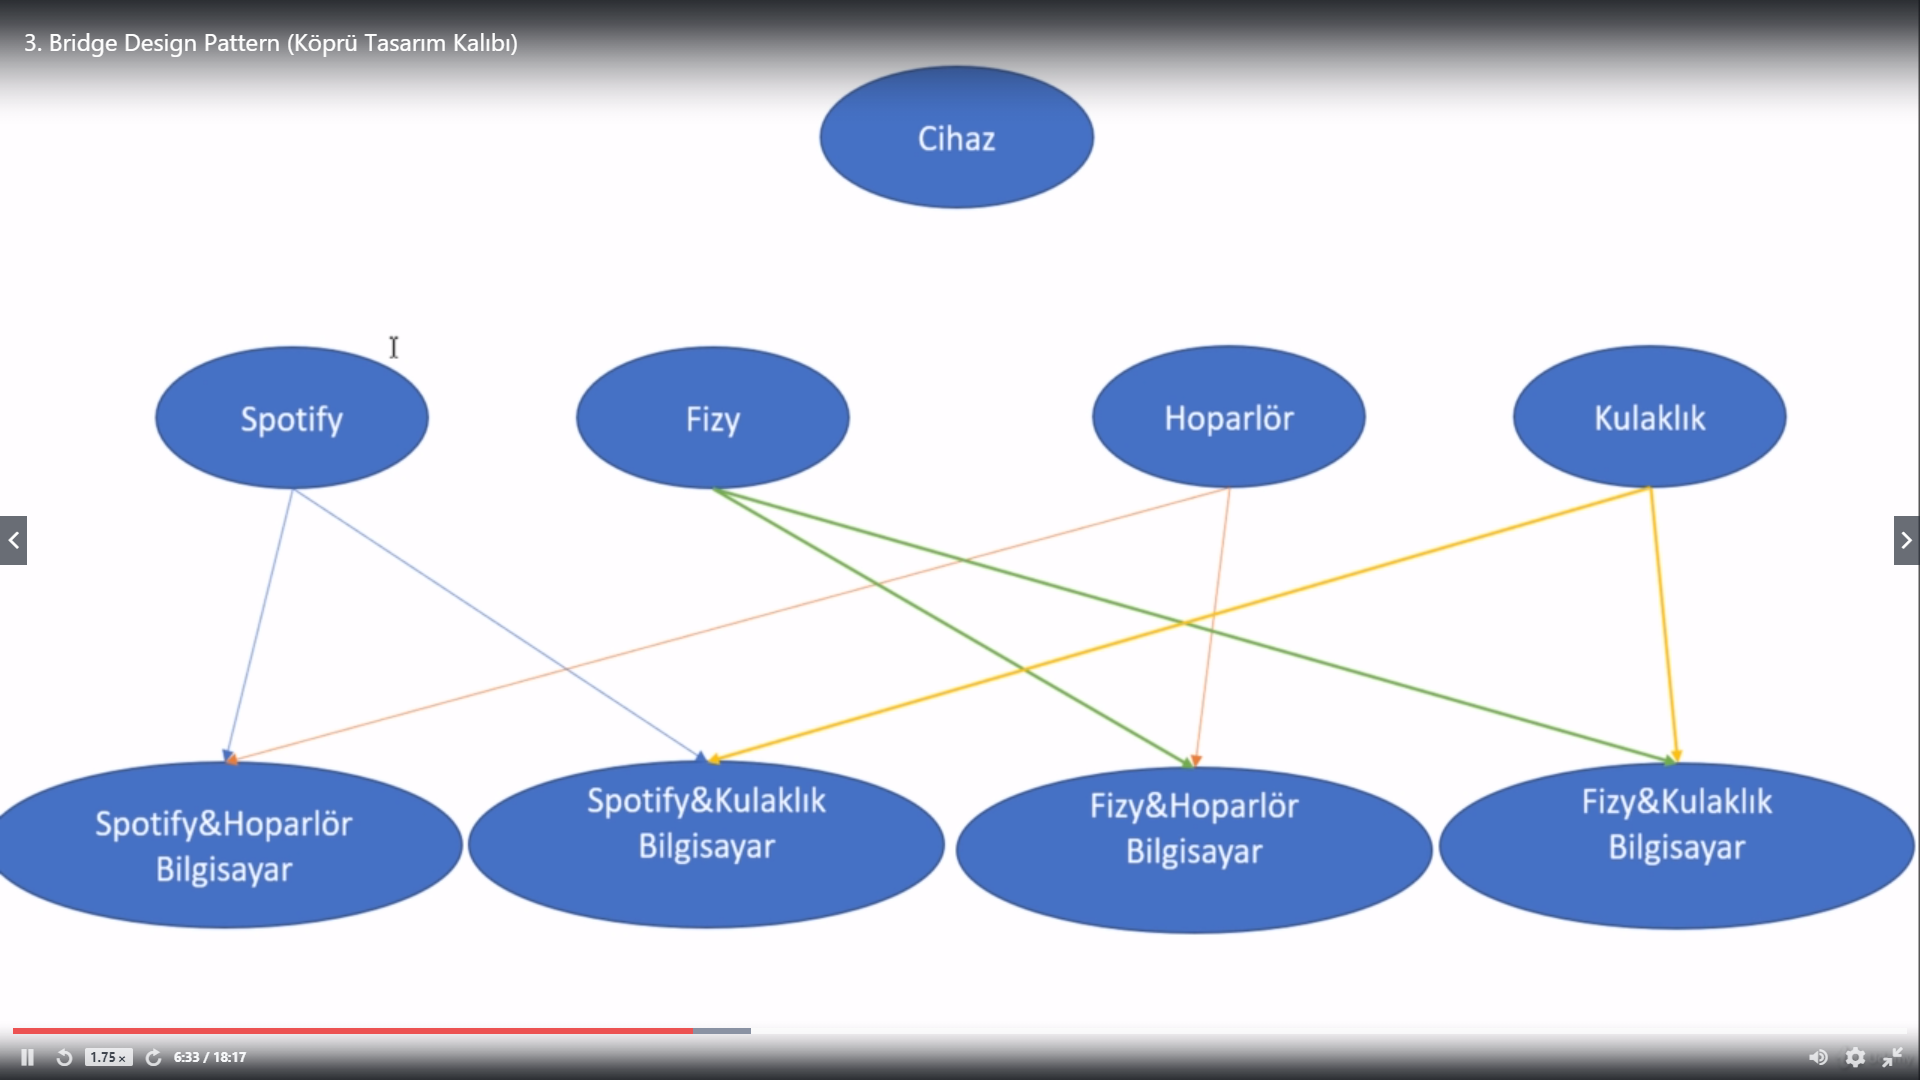 3. Bridge Design Pattern (Köprü Tasarım Kalıbı)
Cihaz
Spotify
Fizy
Hoparlör
Kulaklık
Spotify&Hoparlör
Bilgisayar
Spotify&Kulaklık
Bilgisayar
Fizy&Hoparlör
Bilgisayar
Fizy&Kulaklık
Bilgisayar
1.75 x
6:33 / 18:17